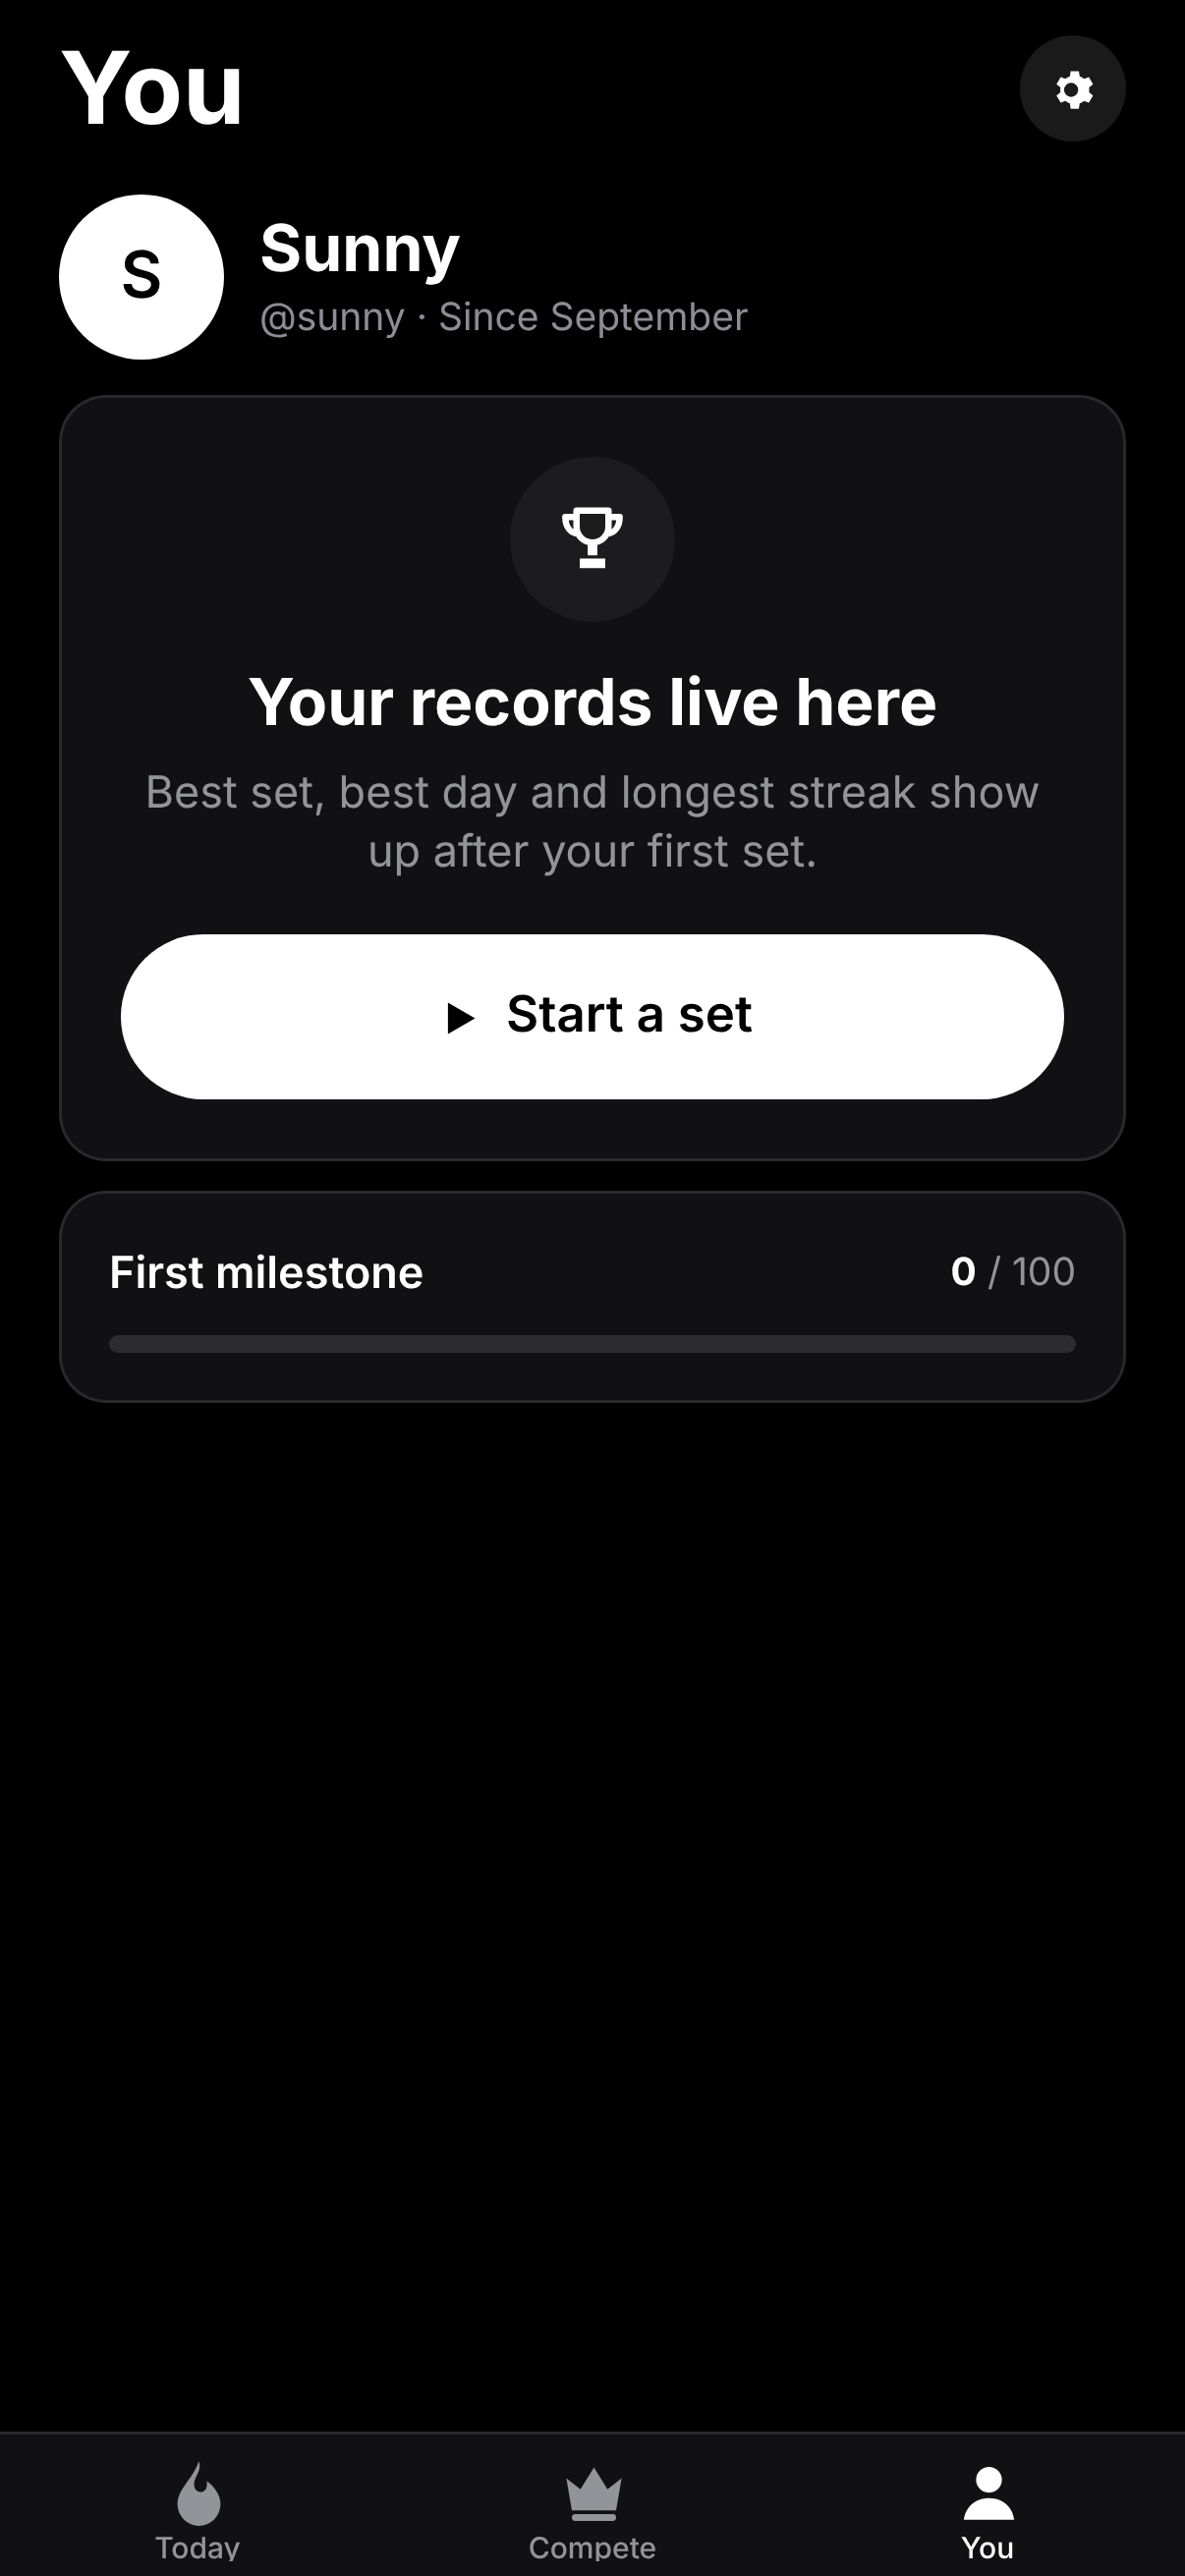 You
S
Sunny
@sunny · Since September
Your records live here
Best set, best day and longest streak show
up after your first set.
Start a set
First milestone
0 / 100
Today
Compete
You